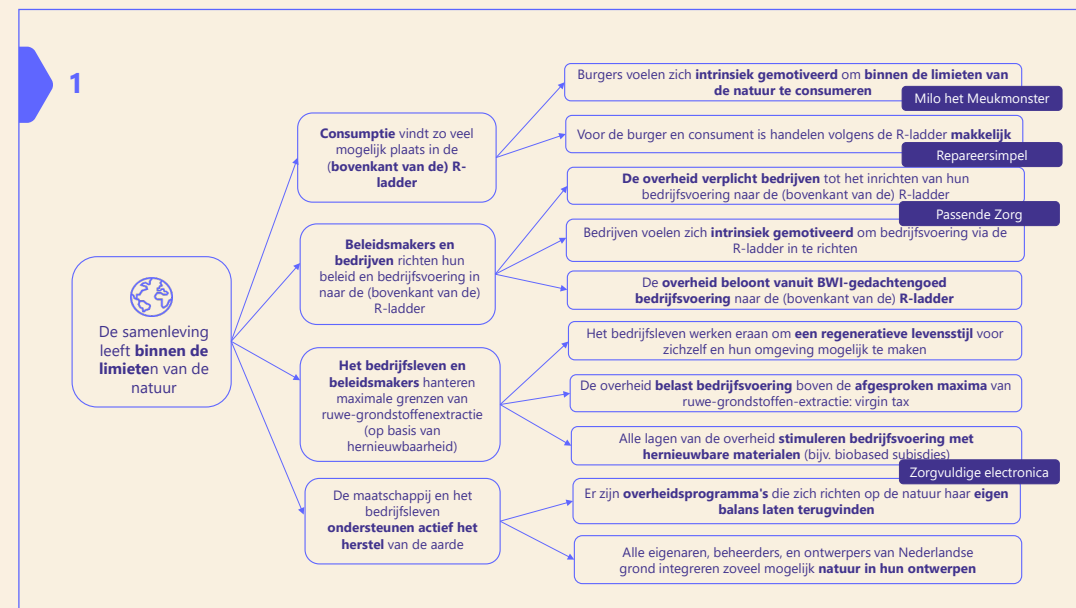 1
De samenleving
leeft binnen de
limieten van de
natuur
Consumptie vindt zo veel
mogelijk plaats in de
(bovenkant van de) R-
ladder
Burgers voelen zich intrinsiek gemotiveerd om binnen de limieten van
de natuur te consumeren
Milo het Meukmonster
Voor de burger en consument is handelen volgens de R-ladder makkelijk
Repareersimpel
Beleidsmakers en
bedrijven richten hun
beleid en bedrijfsvoering in
naar de (bovenkant van de)
R-ladder
De overheid verplicht bedrijven tot het inrichten van hun
bedrijfsvoering naar de (bovenkant van de) R-ladder
Passende Zorg
Bedrijven voelen zich intrinsiek gemotiveerd om bedrijfsvoering via de
R-ladder in te richten
De overheid beloont vanuit BWI-gedachtengoed
bedrijfsvoering naar de (bovenkant van de) R-ladder
Het bedrijfsleven en
beleidsmakers hanteren
maximale grenzen van
ruwe-grondstoffenextractie
(op basis van
hernieuwbaarheid)
Het bedrijfsleven werken eraan om een regeneratieve levensstijl voor
zichzelf en hun omgeving mogelijk te maken
De overheid belast bedrijfsvoering boven de afgesproken maxima van
ruwe-grondstoffen-extractie: virgin tax
Alle lagen van de overheid stimuleren bedrijfsvoering met
hernieuwbare materialen (bijv. biobased subisdies)
Zorgvuldige electronica
De maatschappij en het
bedrijfsleven
ondersteunen actief het
herstel van de aarde
Er zijn overheidsprogramma's die zich richten op de natuur haar eigen
balans laten terugvinden
Alle eigenaren, beheerders, en ontwerpers van Nederlandse
grond integreren zoveel mogelijk natuur in hun ontwerpen